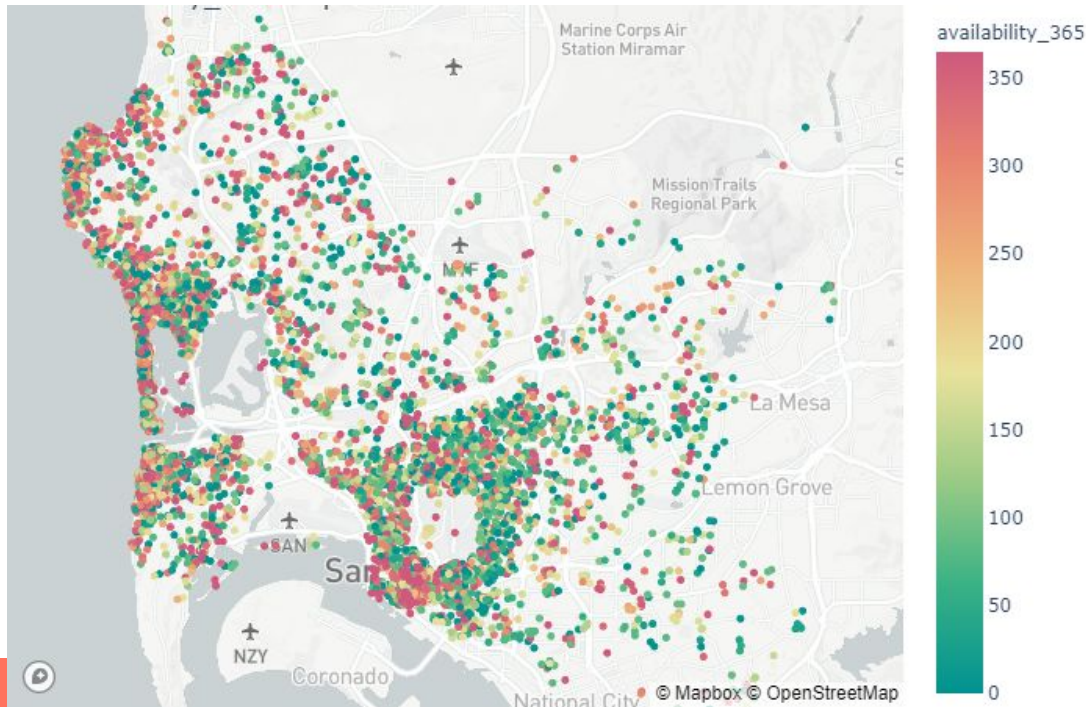 Marine Corps Air
Station Miramar
Mission Trails
Regional Park
MYF
La Mesa
Lemon Grove
SAN
San
NZY
Coronado
National City
© Mapbox © OpenStreetMap
availability_365
350
300
250
200
150
100
50
0